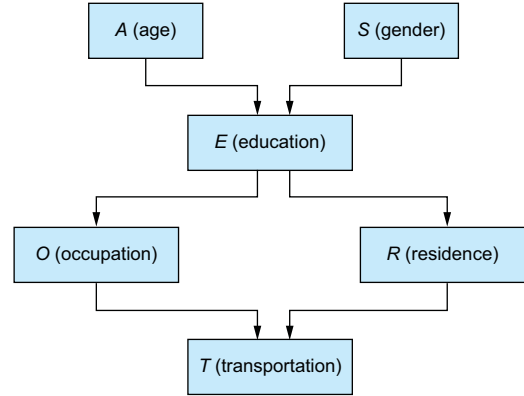 A (age)
S (gender)
E (education)
O (occupation)
R (residence)
T (transportation)